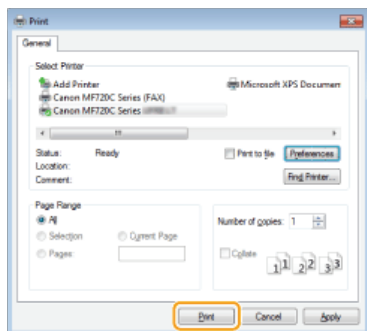 Print
General
Select Printer
Add Printer
Microsoft XPS Documen
Canon MF720C Series (FAX)
Canon MF720C Series
Status: Ready
Print to file
Preferences
Location:
Comment:
Find Printer...
Page Range
All
Selection
Current Page
Pages:
Number of copies: 1
Collate
1 1 2 2 3 3
Print
Cancel
Apply